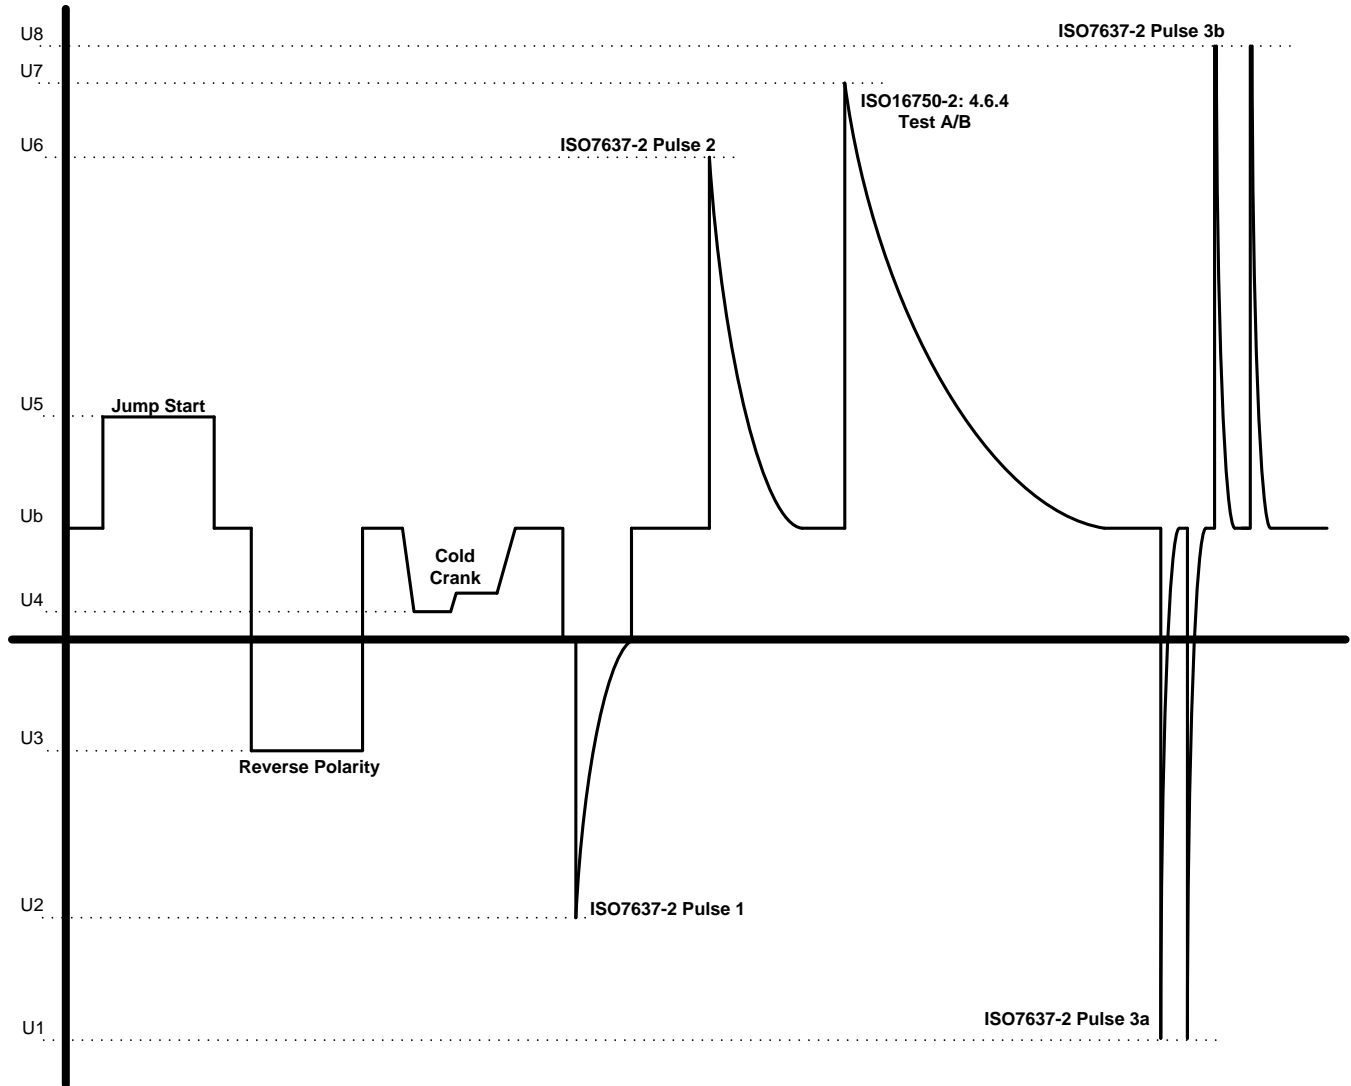 U8
ISO7637-2 Pulse 3b
U7
ISO16750-2: 4.6.4
Test A/B
U6
ISO7637-2 Pulse 2
U5
Jump Start
Ub
Cold
Crank
U4
U3
Reverse Polarity
U2
ISO7637-2 Pulse 1
ISO7637-2 Pulse 3a
U1